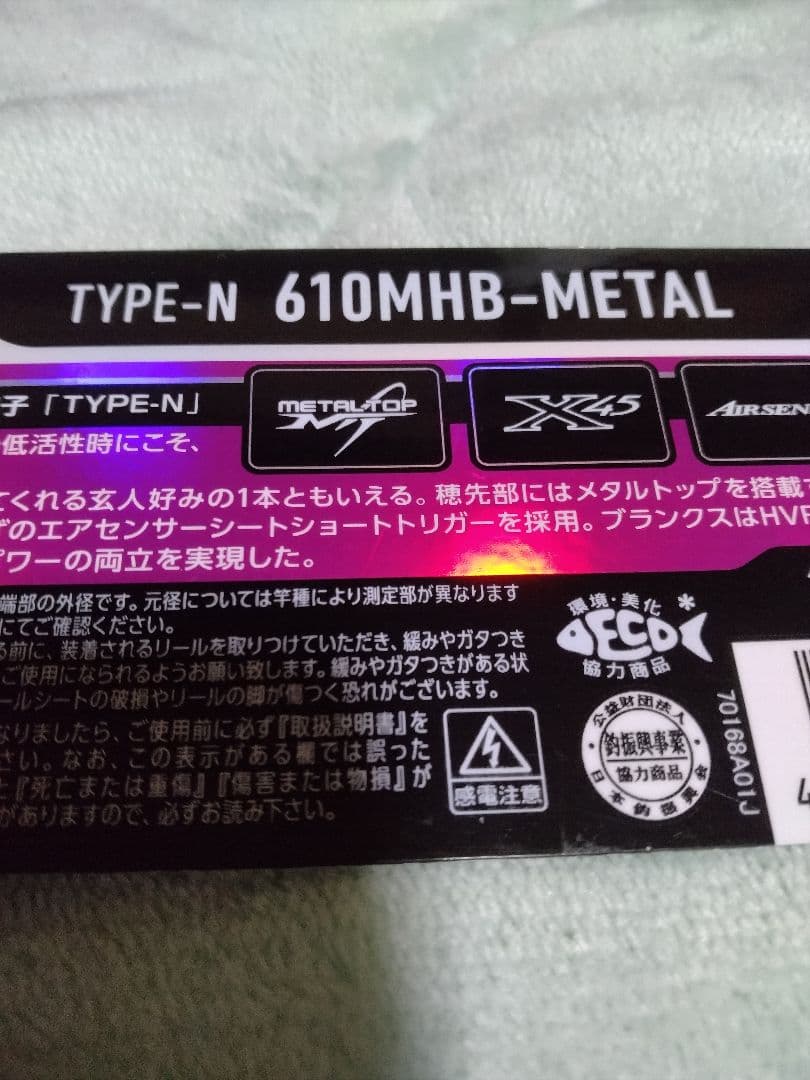 TYPE-N 610MHB-METAL
子「TYPE-N」
METAL-TOP
MT
X45
AIRSEN
低活性時にこそ、
てくれる玄人好みの1本ともいえる。穂先部にはメタルトップを搭載
ずのエアセンサーシートショートトリガーを採用。ブランクスはHVF
パワーの両立を実現した。
端部の外径です。元径については竿種により測定部が異なります
にてご確認ください。
る前に、装着されるリールを取りつけていただき、緩みやガタつき
ご使用になられるようお願い致します。緩みやガタつきがある状
ールシートの破損やリールの脚が傷つく恐れがございます。
なりましたら、ご使用前に必ず『取扱説明書』を
さい。なお、この表示がある欄では誤った
と『死亡または重傷』『傷害または物損』が
がありますので、必ずお読み下さい。
感電注意
環境・美化
ECO
協力商品
公益財団法人
釣振興事業
協力商品
日本釣振興会
70168A01J